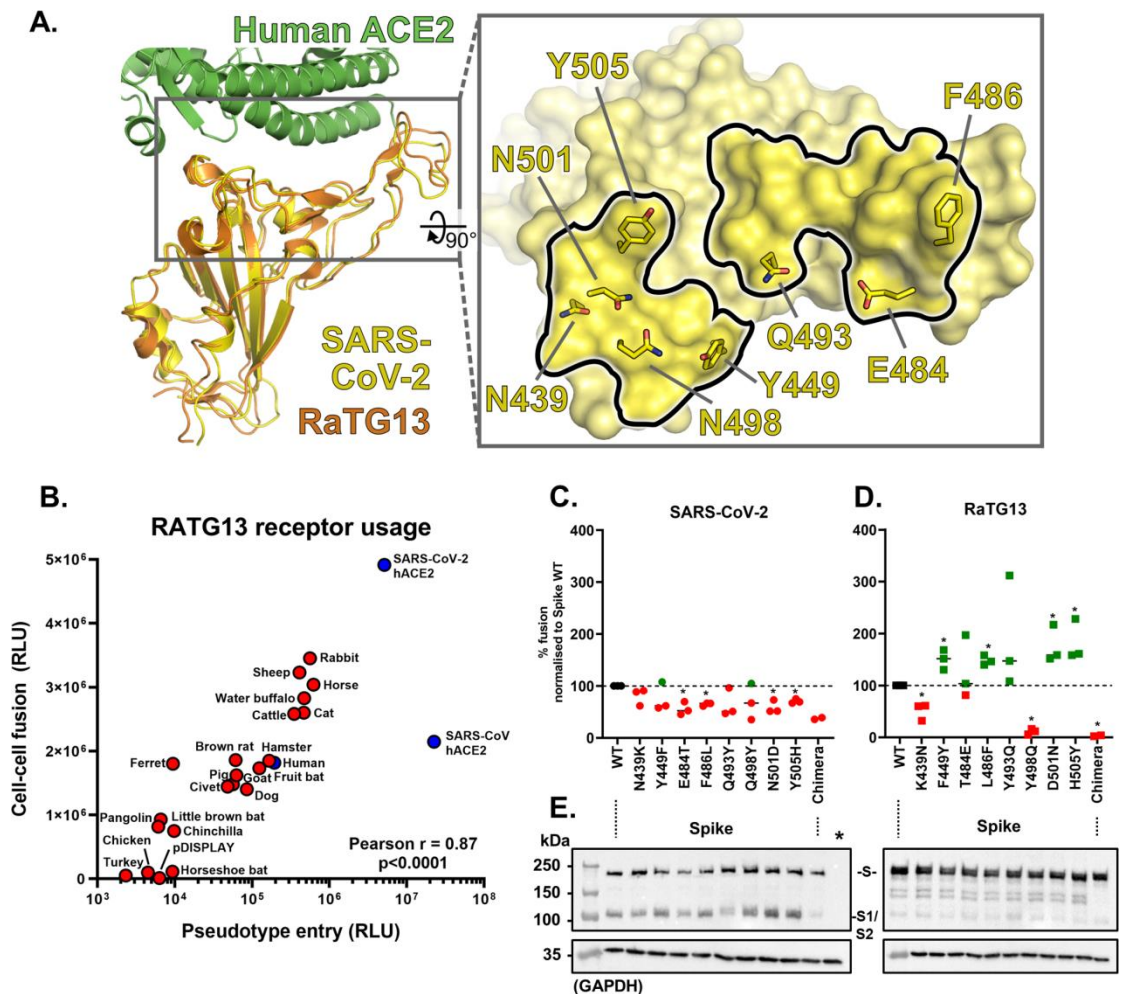 A.
Human ACE2
SARS-
CoV-2
RaTG13
90°
Y505
F486
N501
N439
Q493
E484
Y449
N498
B.
RATG13 receptor usage
Cell-cell fusion (RLU)
5×10⁶
4×10⁶
3×10⁶
2×10⁶
1×10⁶
0
SARS-CoV-2
hACE2
Rabbit
Sheep
Horse
Water buffalo
Cattle
Cat
SARS-CoV
hACE2
Brown rat
Hamster
Ferret
Human
Pig
Goat
Fruit bat
Civet
Dog
Pangolin
Little brown bat
Chinchilla
Chicken
pDISPLAY
Turkey
Horseshoe bat
Pearson r = 0.87
p<0.0001
10³
10⁴
10⁵
10⁶
10⁷
10⁸
Pseudotype entry (RLU)
C.
SARS-CoV-2
% fusion
normalised to Spike WT
400
300
200
100
0
* * * *
WT
N439K
Y449F
E484T
F486L
Q493Y
Q498Y
N501D
Y505H
Chimera
Spike
*
D.
RaTG13
400
300
200
100
0
* * * * * * *
WT
K439N
F449Y
T484E
L486F
Y493Q
Y498Q
D501N
H505Y
Chimera
Spike
E.
kDa
250
150
100
35
(GAPDH)
-S-
-S1/
S2